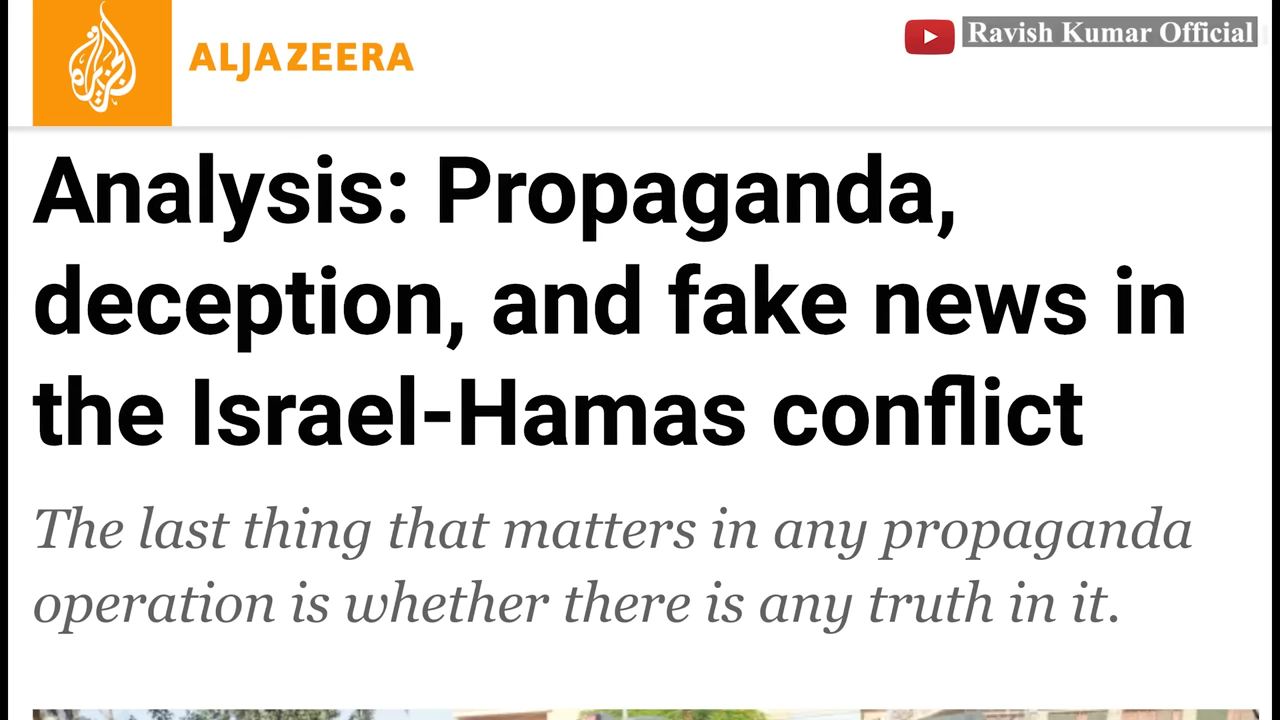 ALJAZEERA
Ravish Kumar Official
Analysis: Propaganda,
deception, and fake news in
the Israel-Hamas conflict
The last thing that matters in any propaganda
operation is whether there is any truth in it.